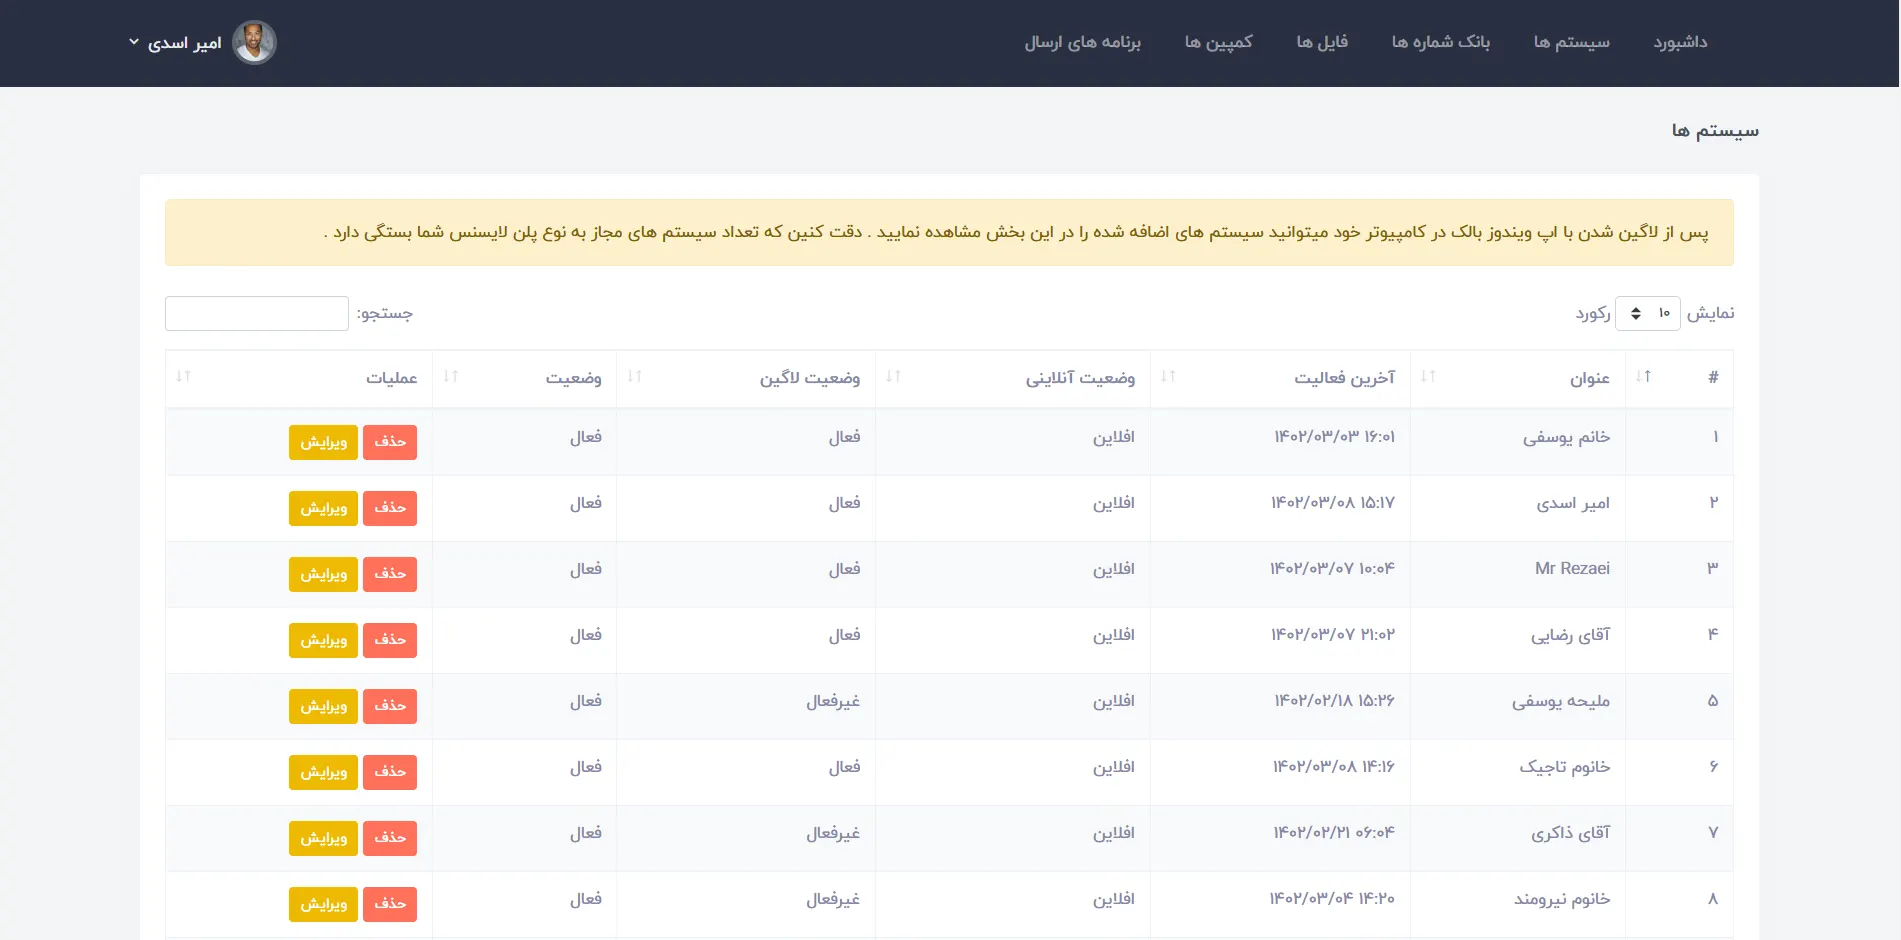 داشبورد سیستم ها بانک شماره ها فایل ها کمپین ها برنامه های ارسال امیر اسدی
سیستم ها
پس از لاگین شدن با اپ ویندوز بالک در کامپیوتر خود میتوانید سیستم های اضافه شده را در این بخش مشاهده نمایید . دقت کنین که تعداد سیستم های مجاز به نوع پلن لایسنس شما بستگی دارد .
نمایش ۱۰ رکورد جستجو:
# عنوان آخرین فعالیت وضعیت آنلاینی وضعیت لاگین وضعیت عملیات
۱ خانم یوسفی ۱۶:۰۱ ۱۴۰۲/۰۳/۰۳ افلاین فعال فعال حذف ویرایش
۲ امیر اسدی ۱۵:۱۷ ۱۴۰۲/۰۳/۰۸ افلاین فعال فعال حذف ویرایش
۳ Mr Rezaei ۱۰:۰۴ ۱۴۰۲/۰۳/۰۷ افلاین فعال فعال حذف ویرایش
۴ آقای رضایی ۲۱:۰۲ ۱۴۰۲/۰۳/۰۷ افلاین فعال فعال حذف ویرایش
۵ ملیحه یوسفی ۱۵:۲۶ ۱۴۰۲/۰۲/۱۸ افلاین غیرفعال فعال حذف ویرایش
۶ خانوم تاجیک ۱۴:۱۶ ۱۴۰۲/۰۳/۰۸ افلاین فعال فعال حذف ویرایش
۷ آقای ذاکری ۰۶:۰۴ ۱۴۰۲/۰۲/۲۱ افلاین غیرفعال فعال حذف ویرایش
۸ خانوم نیرومند ۱۴:۲۰ ۱۴۰۲/۰۳/۰۴ افلاین غیرفعال فعال حذف ویرایش